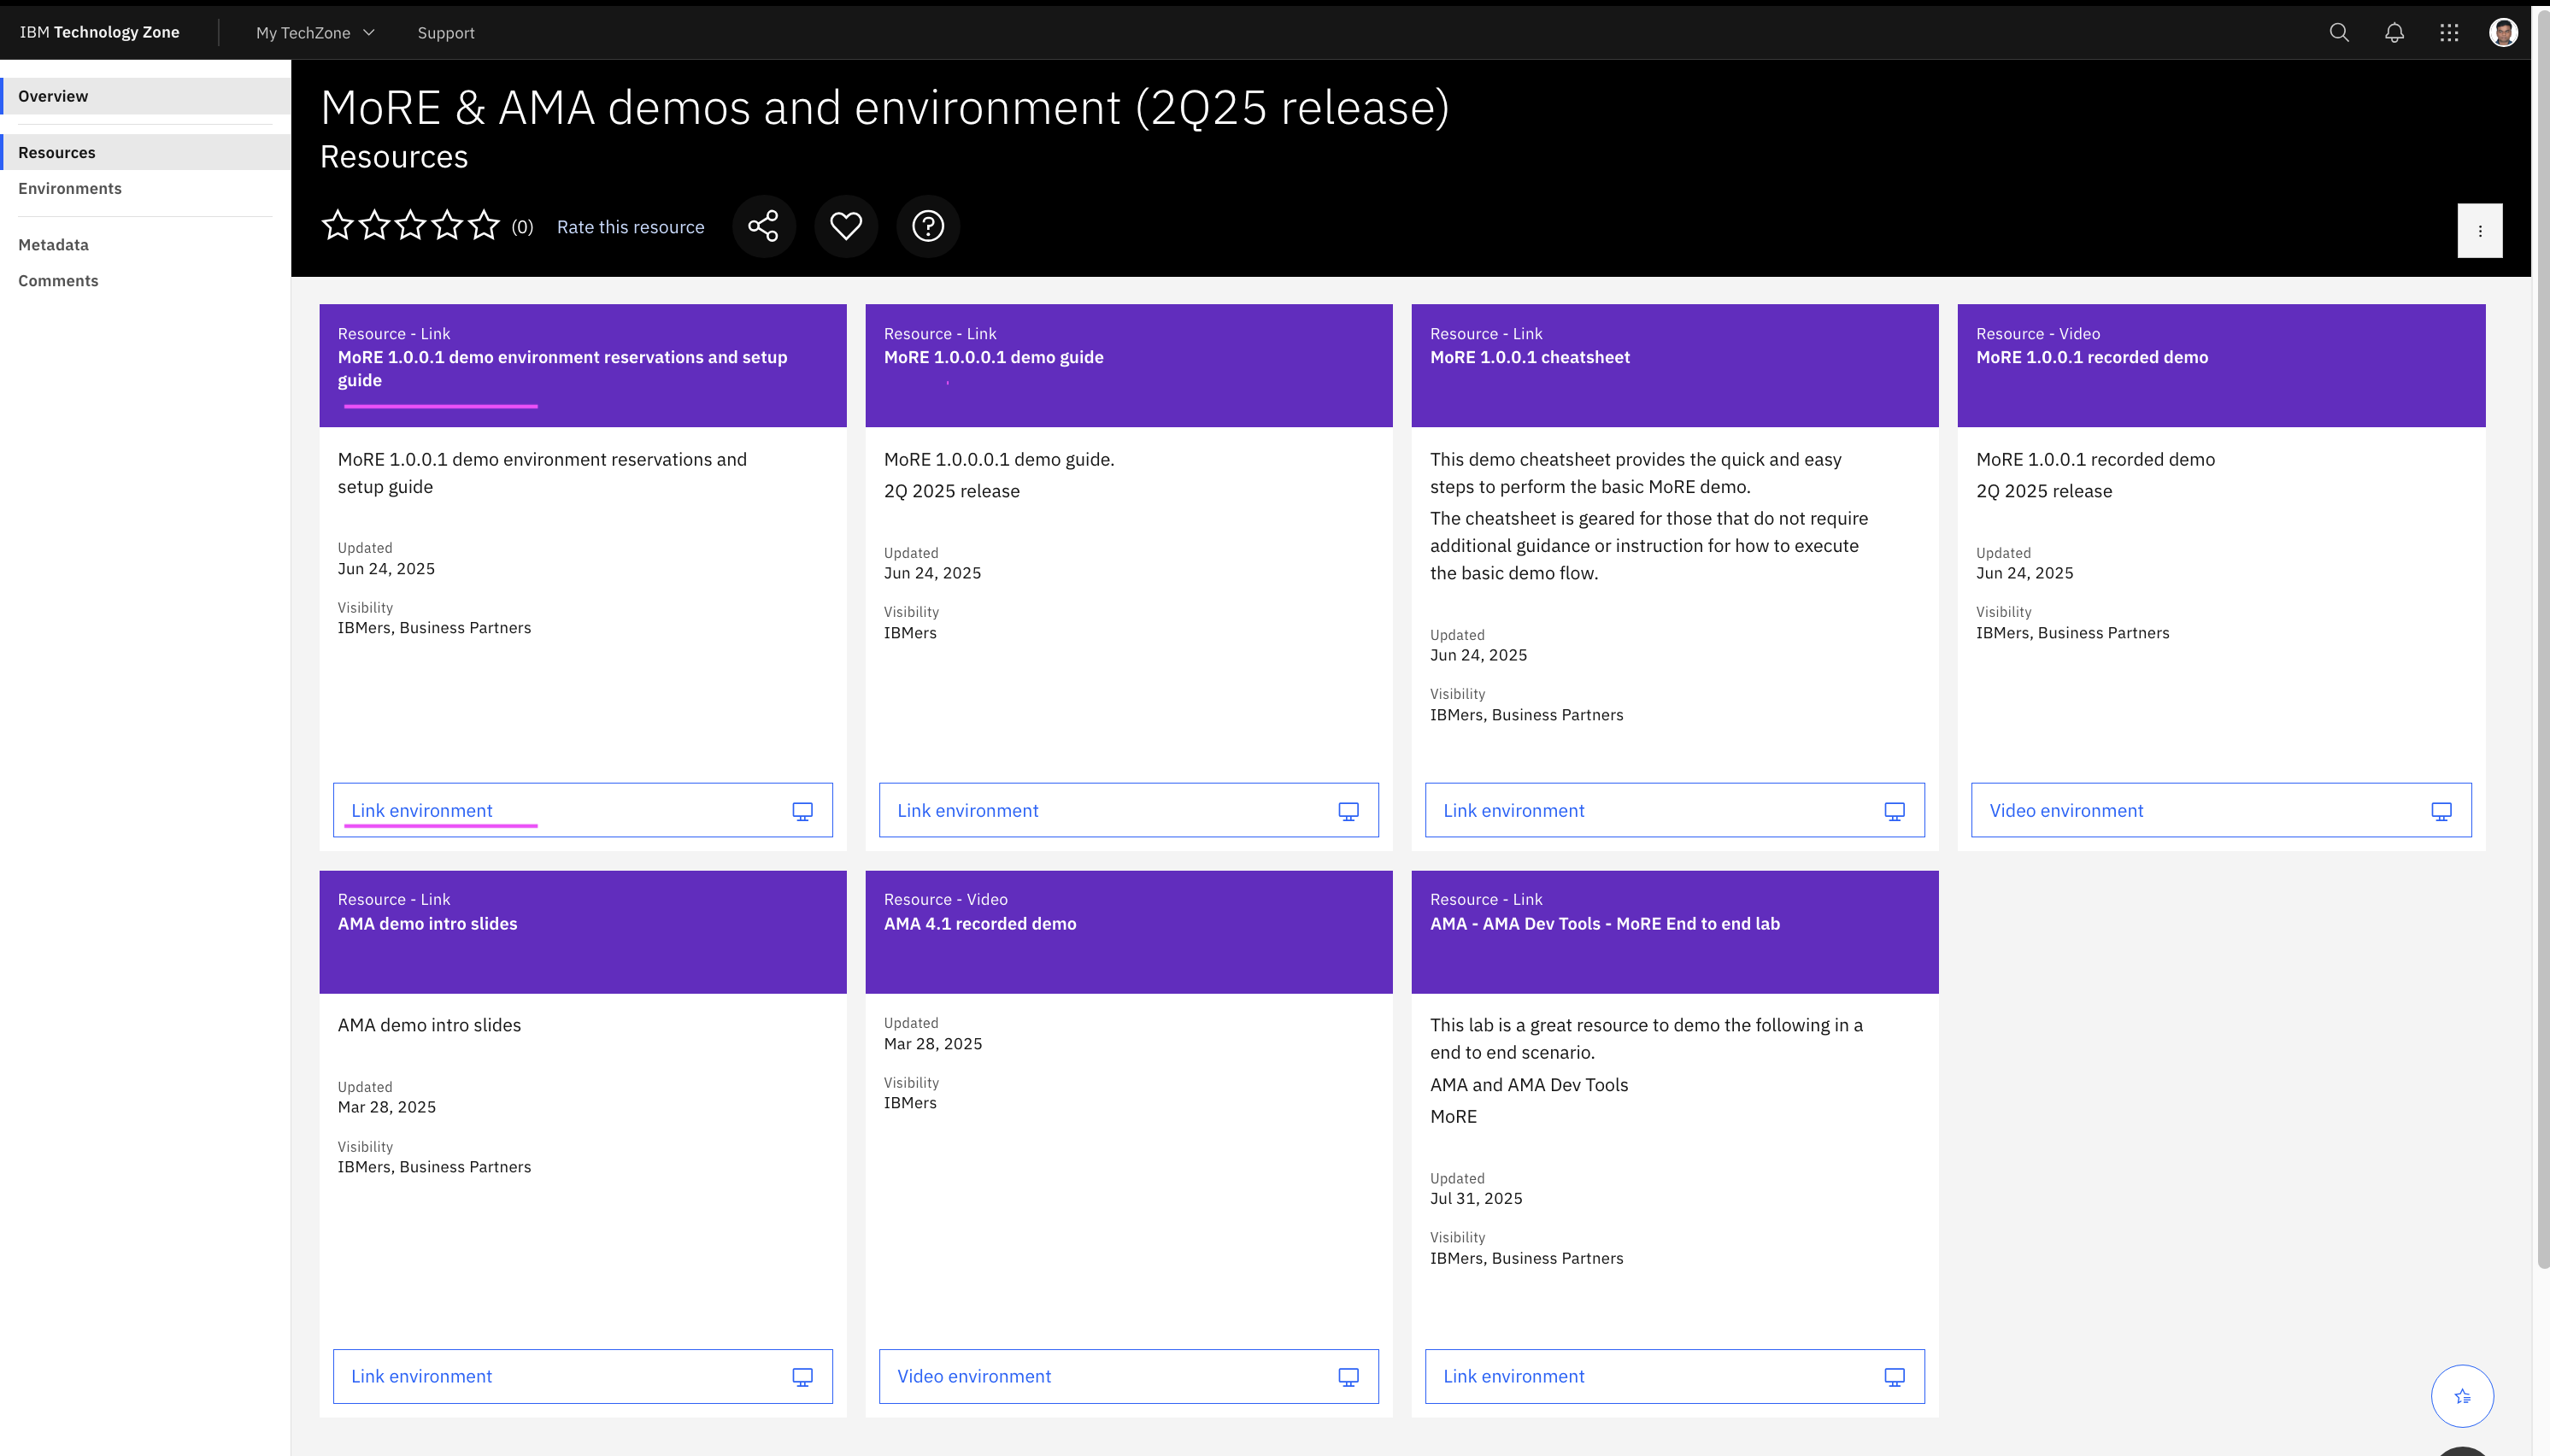 IBM Technology Zone
My TechZone
Support
Overview
Resources
Environments
Metadata
Comments
MoRE & AMA demos and environment (2Q25 release)
Resources
(0)
Rate this resource
Resource - Link
MoRE 1.0.0.1 demo environment reservations and setup
guide
MoRE 1.0.0.1 demo environment reservations and
setup guide
Updated
Jun 24, 2025
Visibility
IBMers, Business Partners
Link environment
Resource - Link
MoRE 1.0.0.0.1 demo guide
MoRE 1.0.0.0.1 demo guide.
2Q 2025 release
Updated
Jun 24, 2025
Visibility
IBMers
Link environment
Resource - Link
MoRE 1.0.0.1 cheatsheet
This demo cheatsheet provides the quick and easy
steps to perform the basic MoRE demo.
The cheatsheet is geared for those that do not require
additional guidance or instruction for how to execute
the basic demo flow.
Updated
Jun 24, 2025
Visibility
IBMers, Business Partners
Link environment
Resource - Video
MoRE 1.0.0.1 recorded demo
MoRE 1.0.0.1 recorded demo
2Q 2025 release
Updated
Jun 24, 2025
Visibility
IBMers, Business Partners
Video environment
Resource - Link
AMA demo intro slides
AMA demo intro slides
Updated
Mar 28, 2025
Visibility
IBMers, Business Partners
Link environment
Resource - Video
AMA 4.1 recorded demo
Updated
Mar 28, 2025
Visibility
IBMers
Video environment
Resource - Link
AMA - AMA Dev Tools - MoRE End to end lab
This lab is a great resource to demo the following in a
end to end scenario.
AMA and AMA Dev Tools
MoRE
Updated
Jul 31, 2025
Visibility
IBMers, Business Partners
Link environment